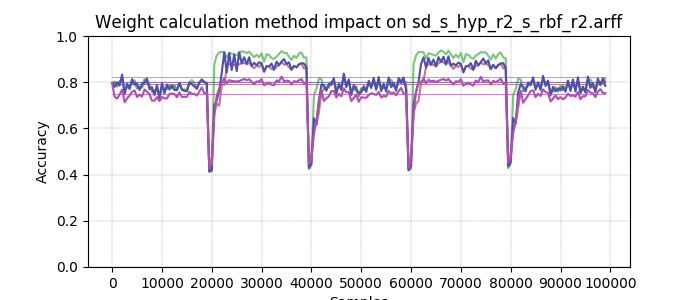 Weight calculation method impact on sd_s_hyp_r2_s_rbf_r2.arff
1.0
0.8
0.6
0.4
0.2
0.0
Accuracy
0 10000 20000 30000 40000 50000 60000 70000 80000 90000 100000
Samples